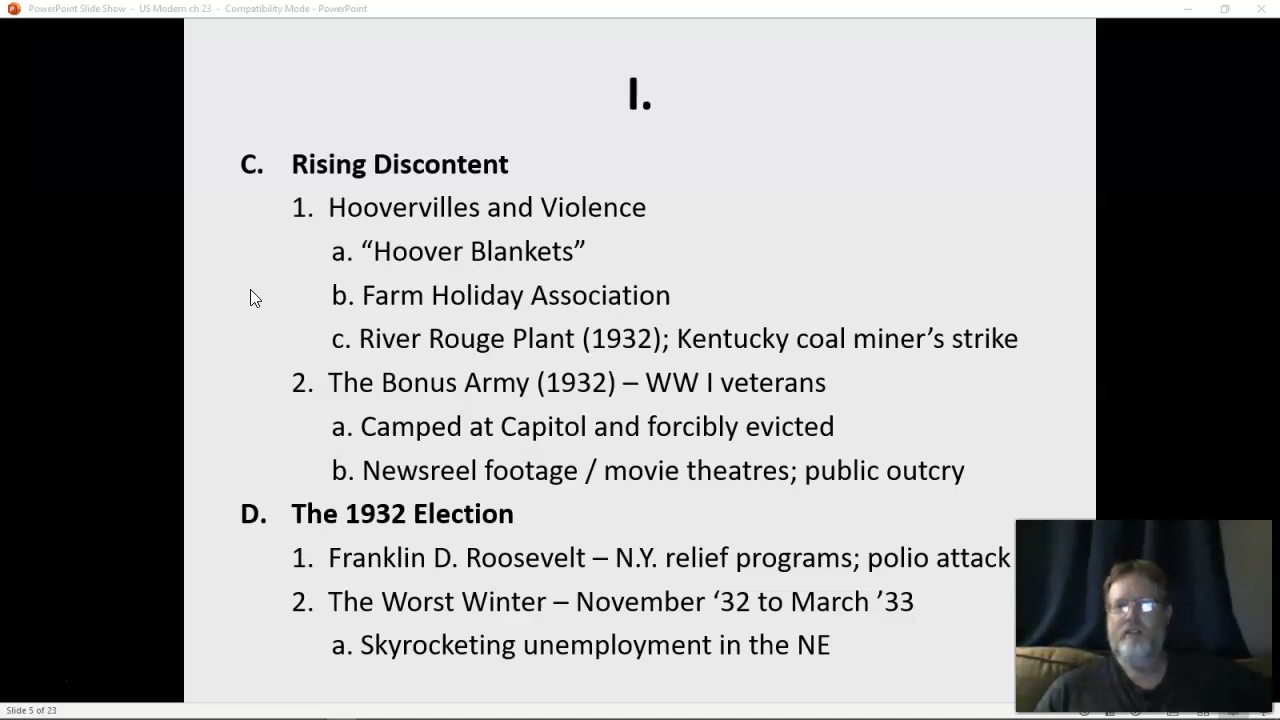 PowerPoint Slide Show - US Modern ch 23 - Compatibility Mode - PowerPoint
I.
C. Rising Discontent
1. Hoovervilles and Violence
a. “Hoover Blankets”
b. Farm Holiday Association
c. River Rouge Plant (1932); Kentucky coal miner’s strike
2. The Bonus Army (1932) – WW I veterans
a. Camped at Capitol and forcibly evicted
b. Newsreel footage / movie theatres; public outcry
D. The 1932 Election
1. Franklin D. Roosevelt – N.Y. relief programs; polio attack
2. The Worst Winter – November ‘32 to March ’33
a. Skyrocketing unemployment in the NE
Slide 5 of 23